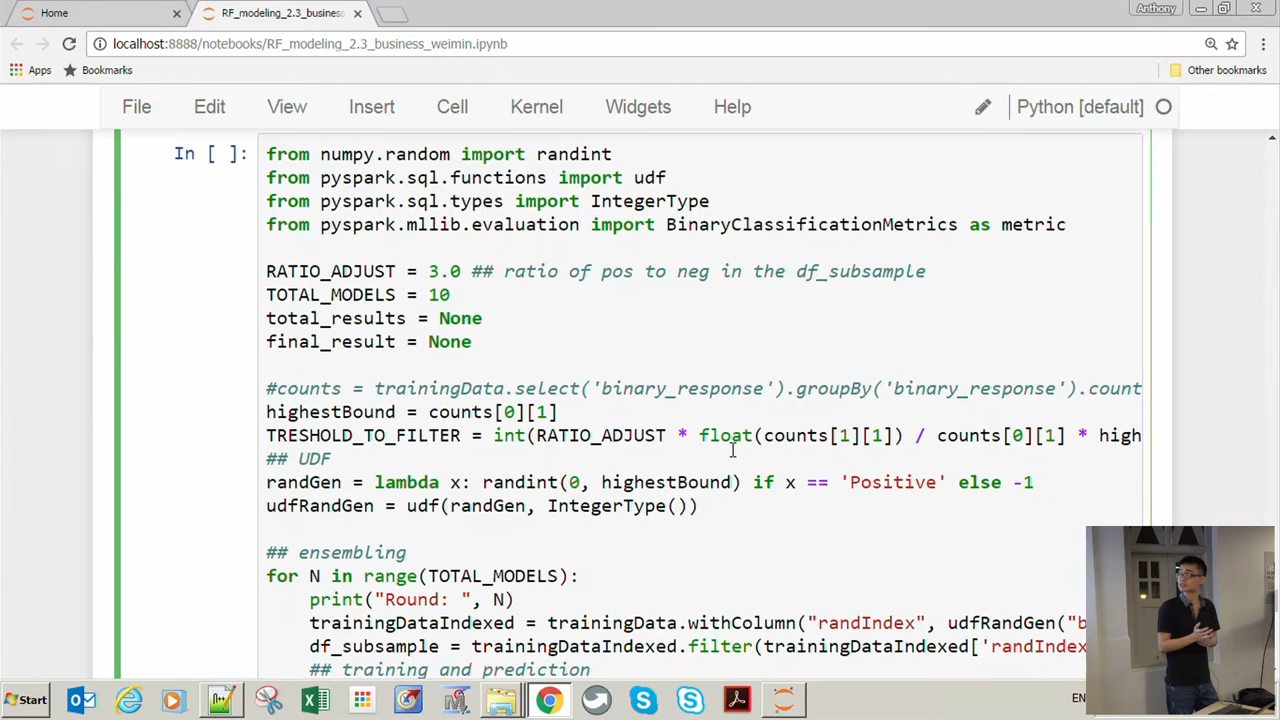 Home
RF_modeling_2.3_business_
Anthony
localhost:8888/notebooks/RF_modeling_2.3_business_weimin.ipynb
Apps
Bookmarks
Other bookmarks
File Edit View Insert Cell Kernel Widgets Help
Python [default]
In [ ]:
from numpy.random import randint
from pyspark.sql.functions import udf
from pyspark.sql.types import IntegerType
from pyspark.mllib.evaluation import BinaryClassificationMetrics as metric
RATIO_ADJUST = 3.0 ## ratio of pos to neg in the df_subsample
TOTAL_MODELS = 10
total_results = None
final_result = None
#counts = trainingData.select('binary_response').groupBy('binary_response').count
highestBound = counts[0][1]
TRESHOLD_TO_FILTER = int(RATIO_ADJUST * float(counts[1][1]) / counts[0][1] * high
## UDF
randGen = lambda x: randint(0, highestBound) if x == 'Positive' else -1
udfRandGen = udf(randGen, IntegerType())
## ensembling
for N in range(TOTAL_MODELS):
print("Round: ", N)
trainingDataIndexed = trainingData.withColumn("randIndex", udfRandGen("b
df_subsample = trainingDataIndexed.filter(trainingDataIndexed['randIndex
## training and prediction
Start
EN